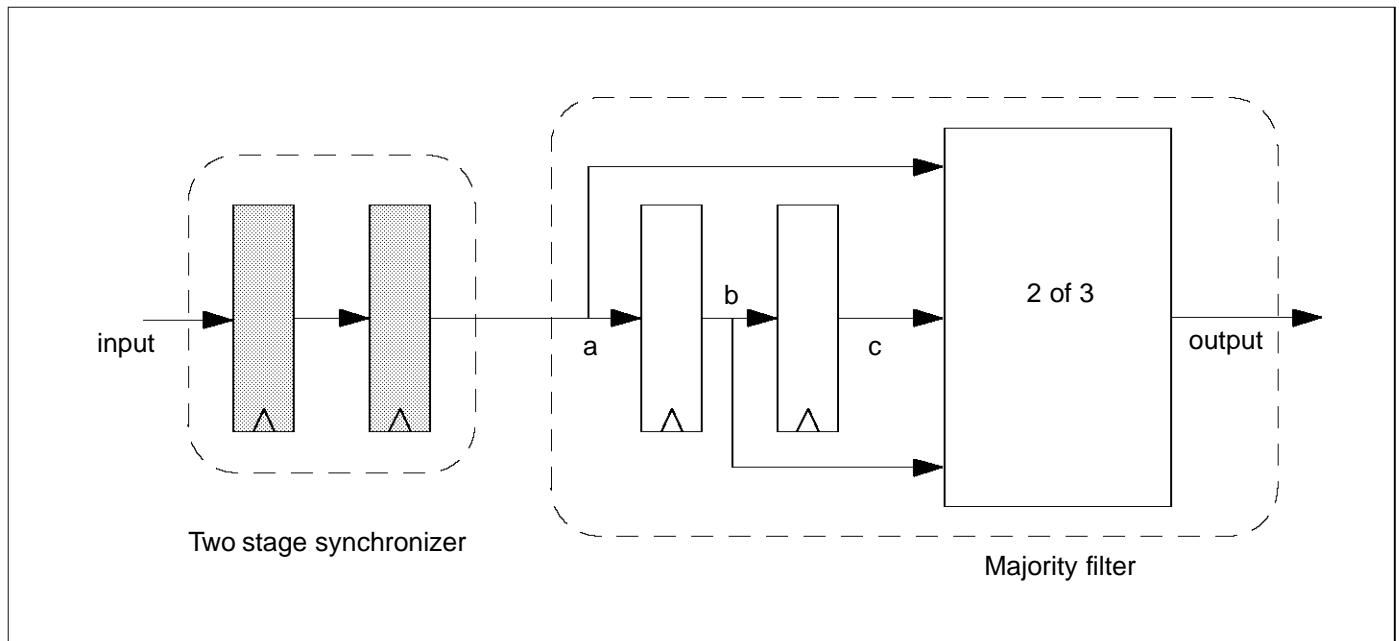 2 of 3
b
input
a
c
output
Two stage synchronizer
Majority filter